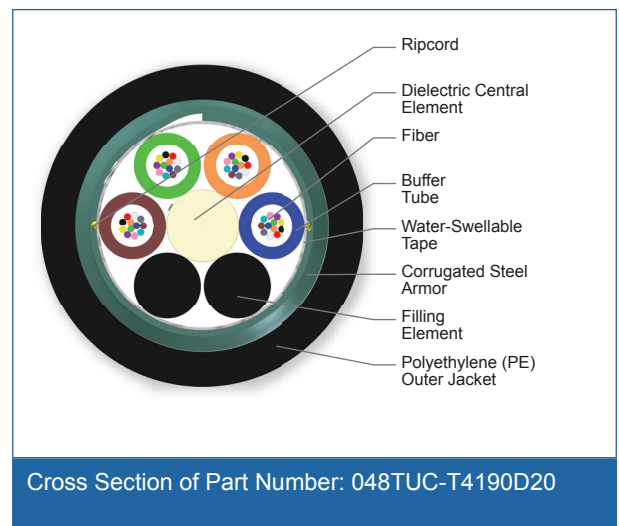 Ripcord
Dielectric Central
Element
Fiber
Buffer
Tube
Water-Swellable
Tape
Corrugated Steel
Armor
Filling
Element
Polyethylene (PE)
Outer Jacket
Cross Section of Part Number: 048TUC-T4190D20